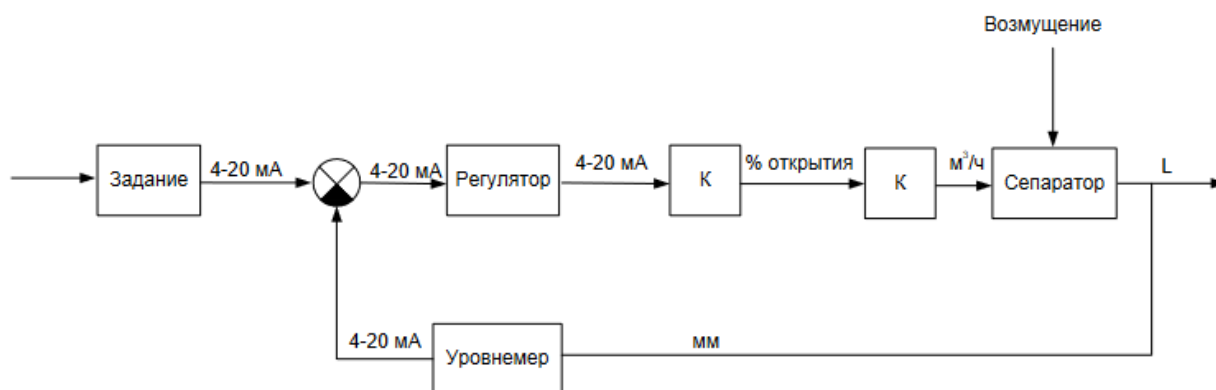 Возмущение
Задание
4-20 мА
4-20 мА
Регулятор
4-20 мА
К
% открытия
К
м³/ч
Сепаратор
L
4-20 мА
Уровнемер
мм